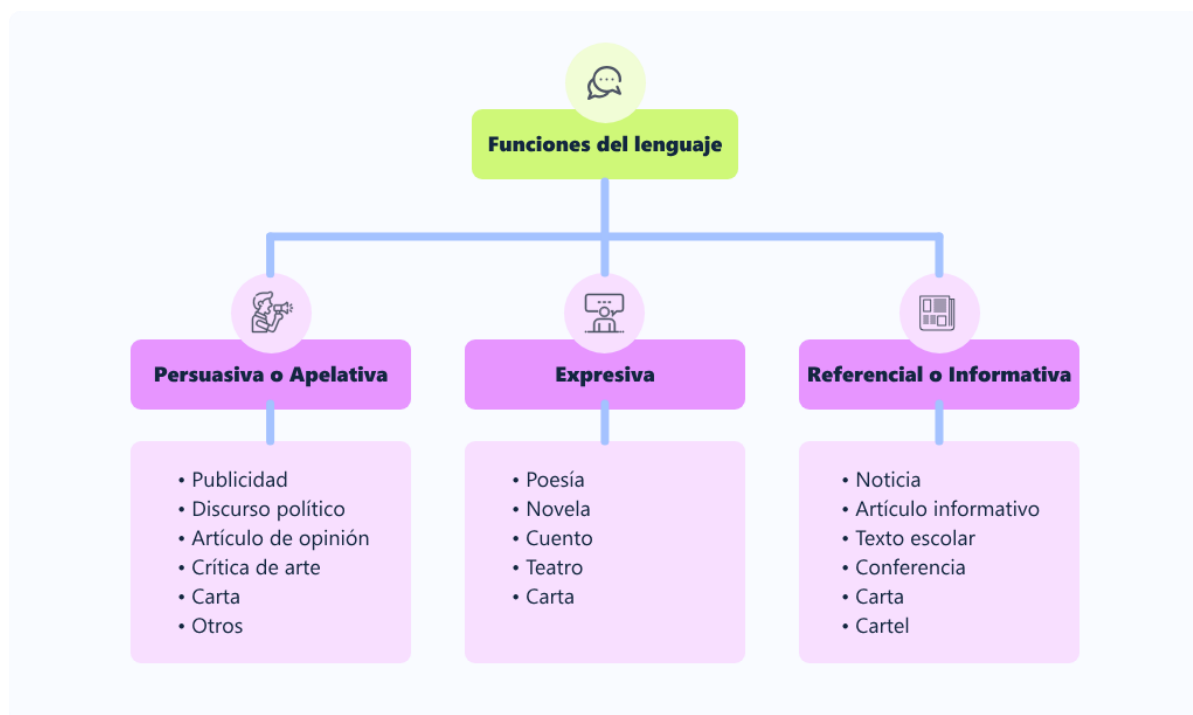 Funciones del lenguaje
Persuasiva o Apelativa
• Publicidad
• Discurso político
• Artículo de opinión
• Crítica de arte
• Carta
• Otros
Expresiva
• Poesía
• Novela
• Cuento
• Teatro
• Carta
Referencial o Informativa
• Noticia
• Artículo informativo
• Texto escolar
• Conferencia
• Carta
• Cartel